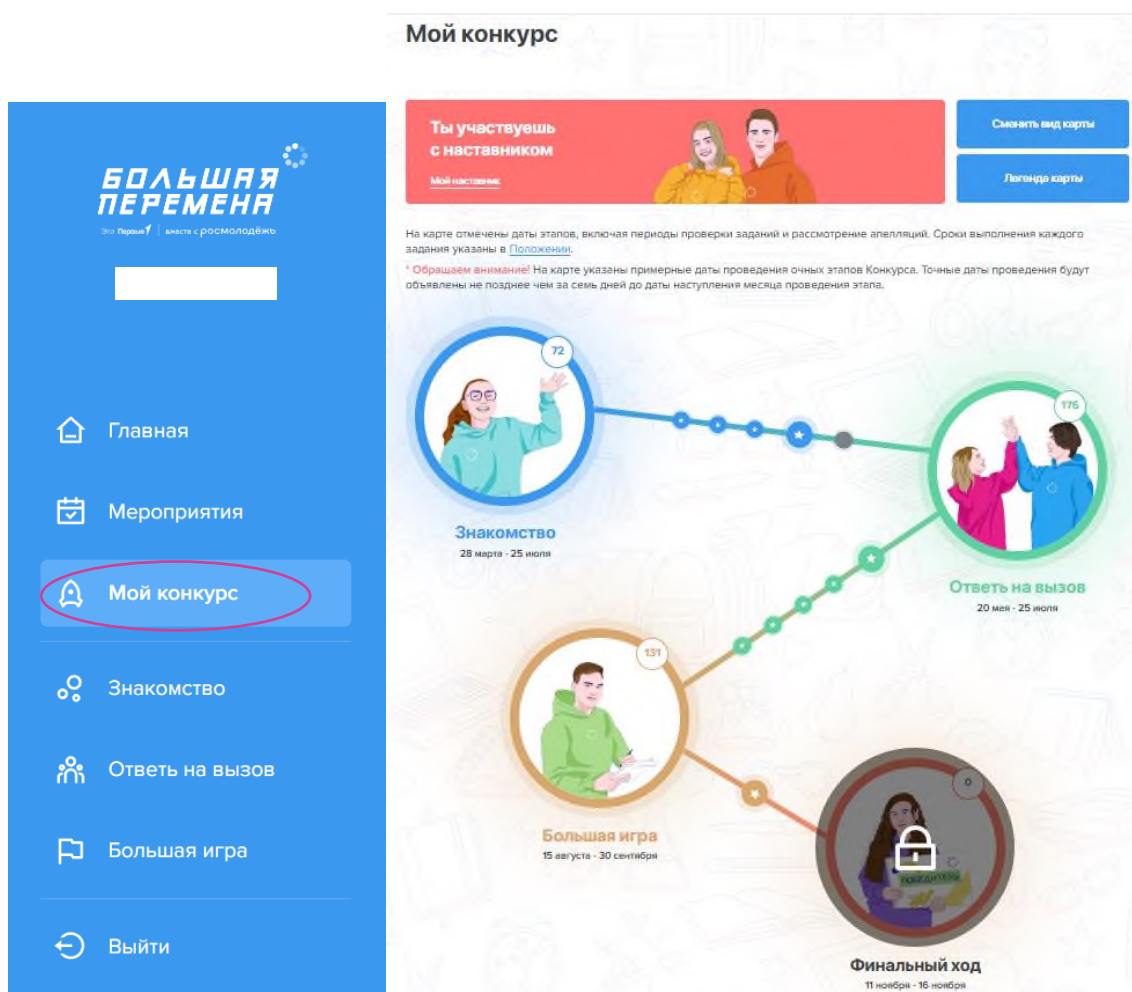 БОЛЬШАЯ
ПЕРЕМЕНА
Это Первые | вместе с росмолодёжь
Главная
Мероприятия
Мой конкурс
Знакомство
Ответь на вызов
Большая игра
Выйти
Мой конкурс
Ты участвуешь
с наставником
Мой наставник
Сменить вид карты
Легенда карты
На карте отмечены даты этапов, включая периоды проверки заданий и рассмотрение апелляций. Сроки выполнения каждого
задания указаны в Положении.
* Обращаем внимание! На карте указаны примерные даты проведения очных этапов Конкурса. Точные даты проведения будут
объявлены не позднее чем за семь дней до даты наступления месяца проведения этапа.
72
Знакомство
28 марта - 25 июля
176
Ответь на вызов
20 мая - 25 июля
131
Большая игра
15 августа - 30 сентября
0
ПОБЕДИТЕЛЬ
Финальный ход
11 ноября - 16 ноября